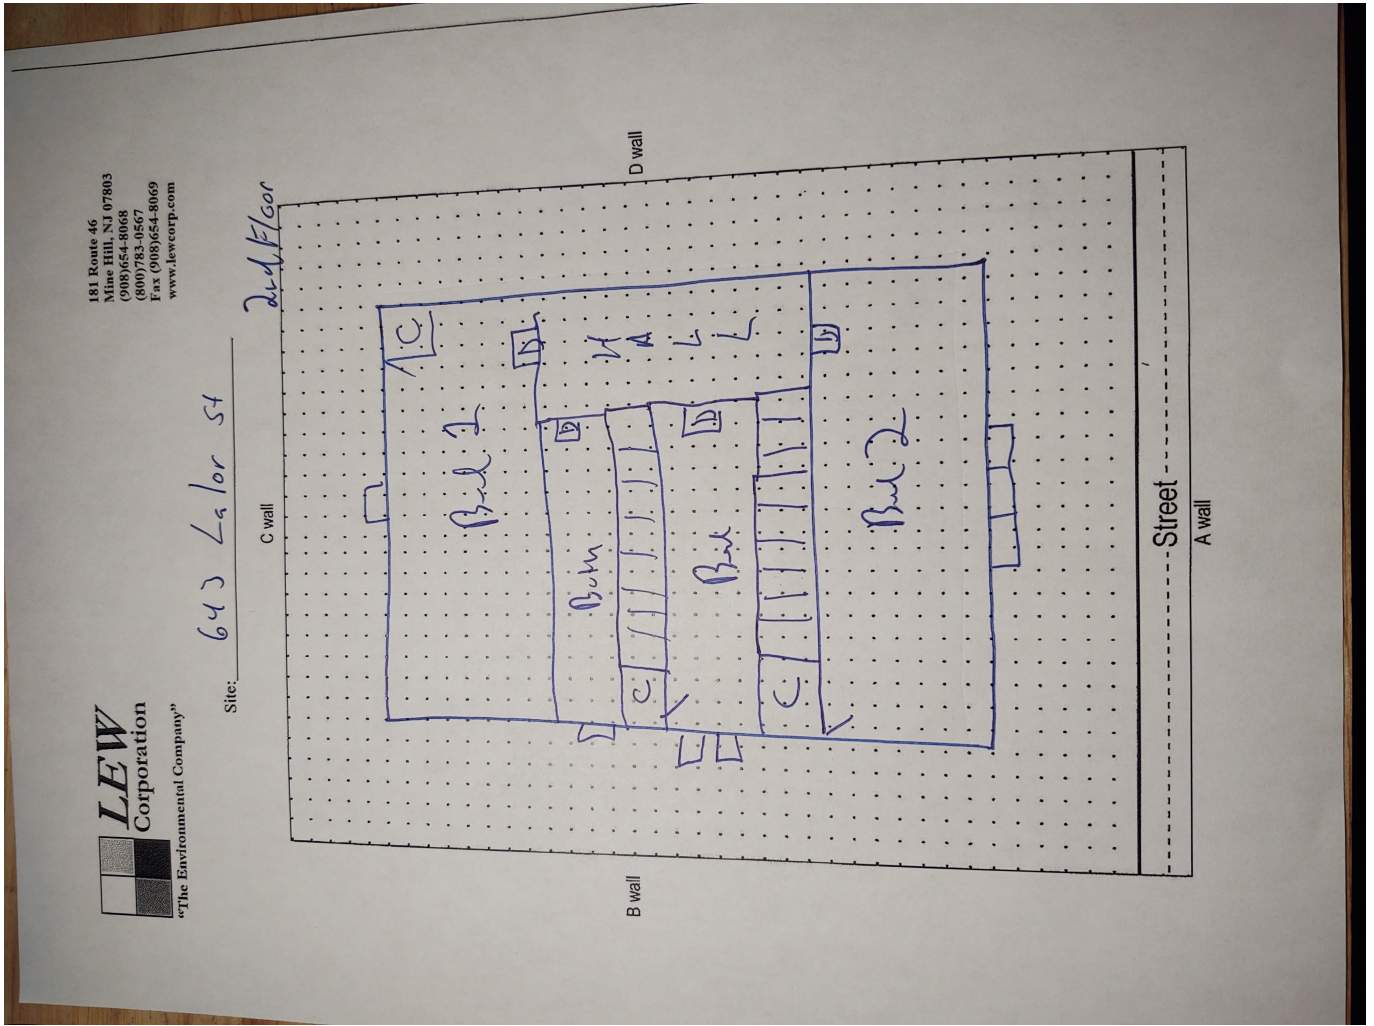 LEW
Corporation
“The Environmental Company”
181 Route 46
Mine Hill, NJ 07803
(908)654-8068
(800)783-0567
Fax (908)654-8069
www.lewcorp.com
Site: 643 Lalor St
2nd Floor
C wall
B wall
D wall
C
Bed 1
D
Bath
D
H
A
L
L
C
Bed
D
C
D
Bed 2
Street
A wall